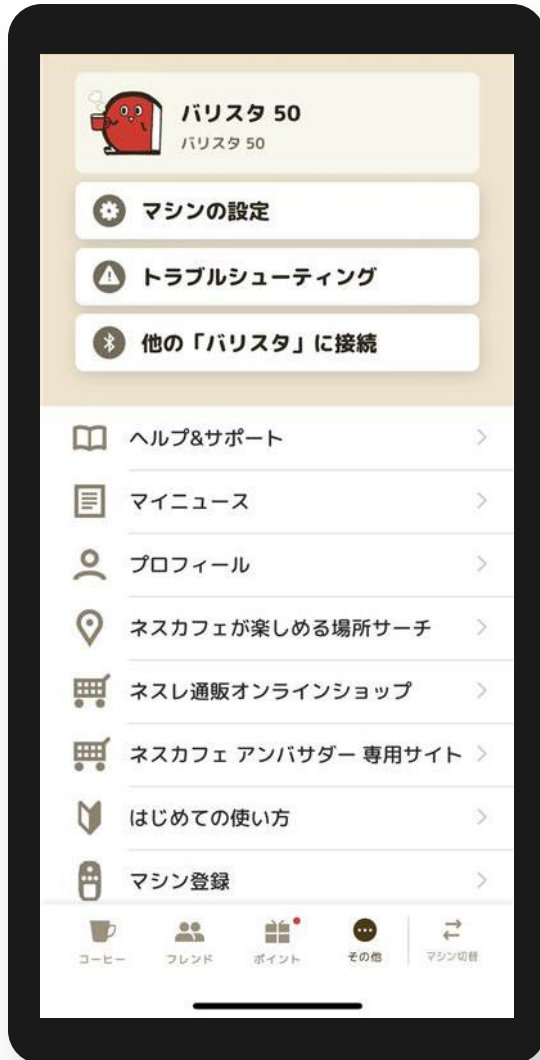 バリスタ 50
バリスタ 50
マシンの設定
トラブルシューティング
他の「バリスタ」に接続
ヘルプ&サポート
マイニュース
プロフィール
ネスカフェが楽しめる場所サーチ
ネスレ通販オンラインショップ
ネスカフェ アンバサダー 専用サイト
はじめての使い方
マシン登録
コーヒー
フレンド
ポイント
その他
マシン切替